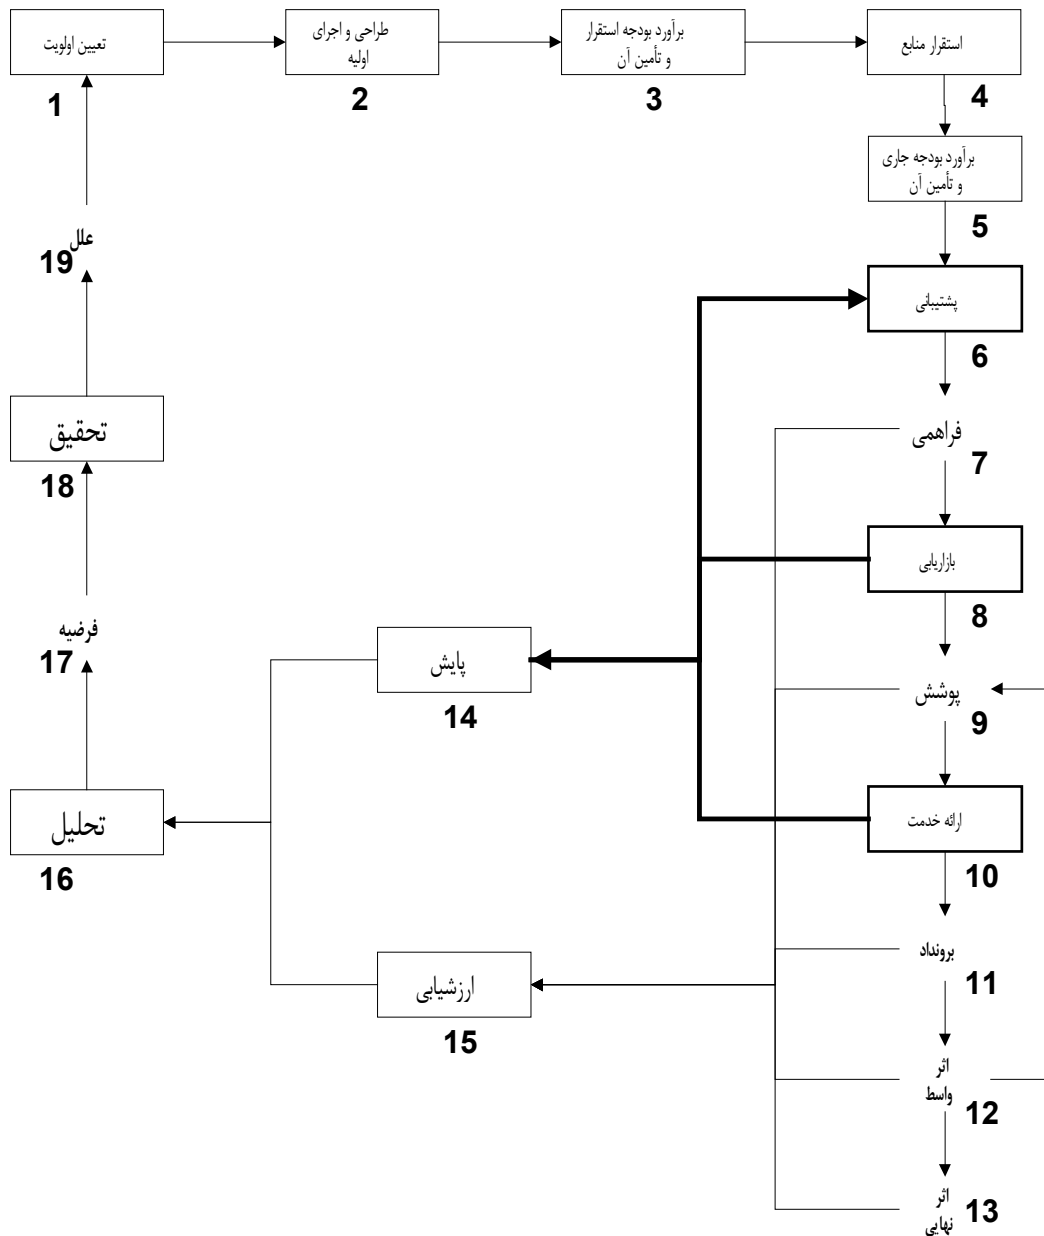 تعیین اولویت
1
طراحی و اجرای
اولیه
2
برآورد بودجه استقرار
و تأمین آن
3
استقرار منابع
4
برآورد بودجه جاری
و تأمین آن
5
پشتیبانی
6
فراهمی
7
بازاریابی
8
پوشش
9
ارائه خدمت
10
برونداد
11
اثر
واسط
12
اثر
نهایی
13
پایش
14
ارزشیابی
15
تحلیل
16
فرضیه
17
تحقیق
18
علل
19